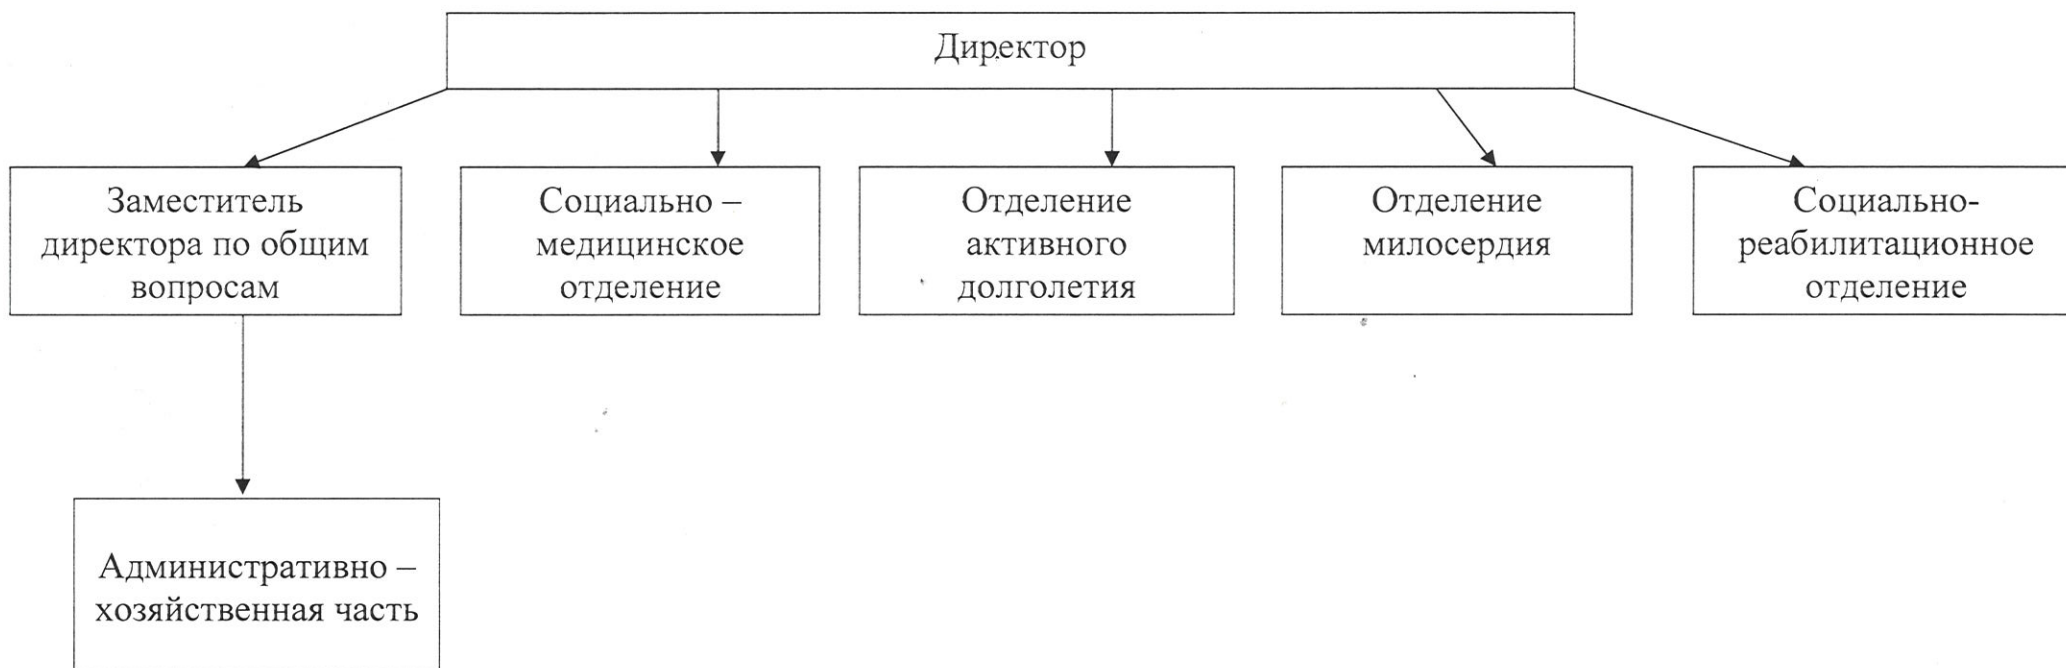 Директор
Заместитель
директора по общим
вопросам
Социально –
медицинское
отделение
Отделение
активного
долголетия
Отделение
милосердия
Социально-
реабилитационное
отделение
Административно –
хозяйственная часть